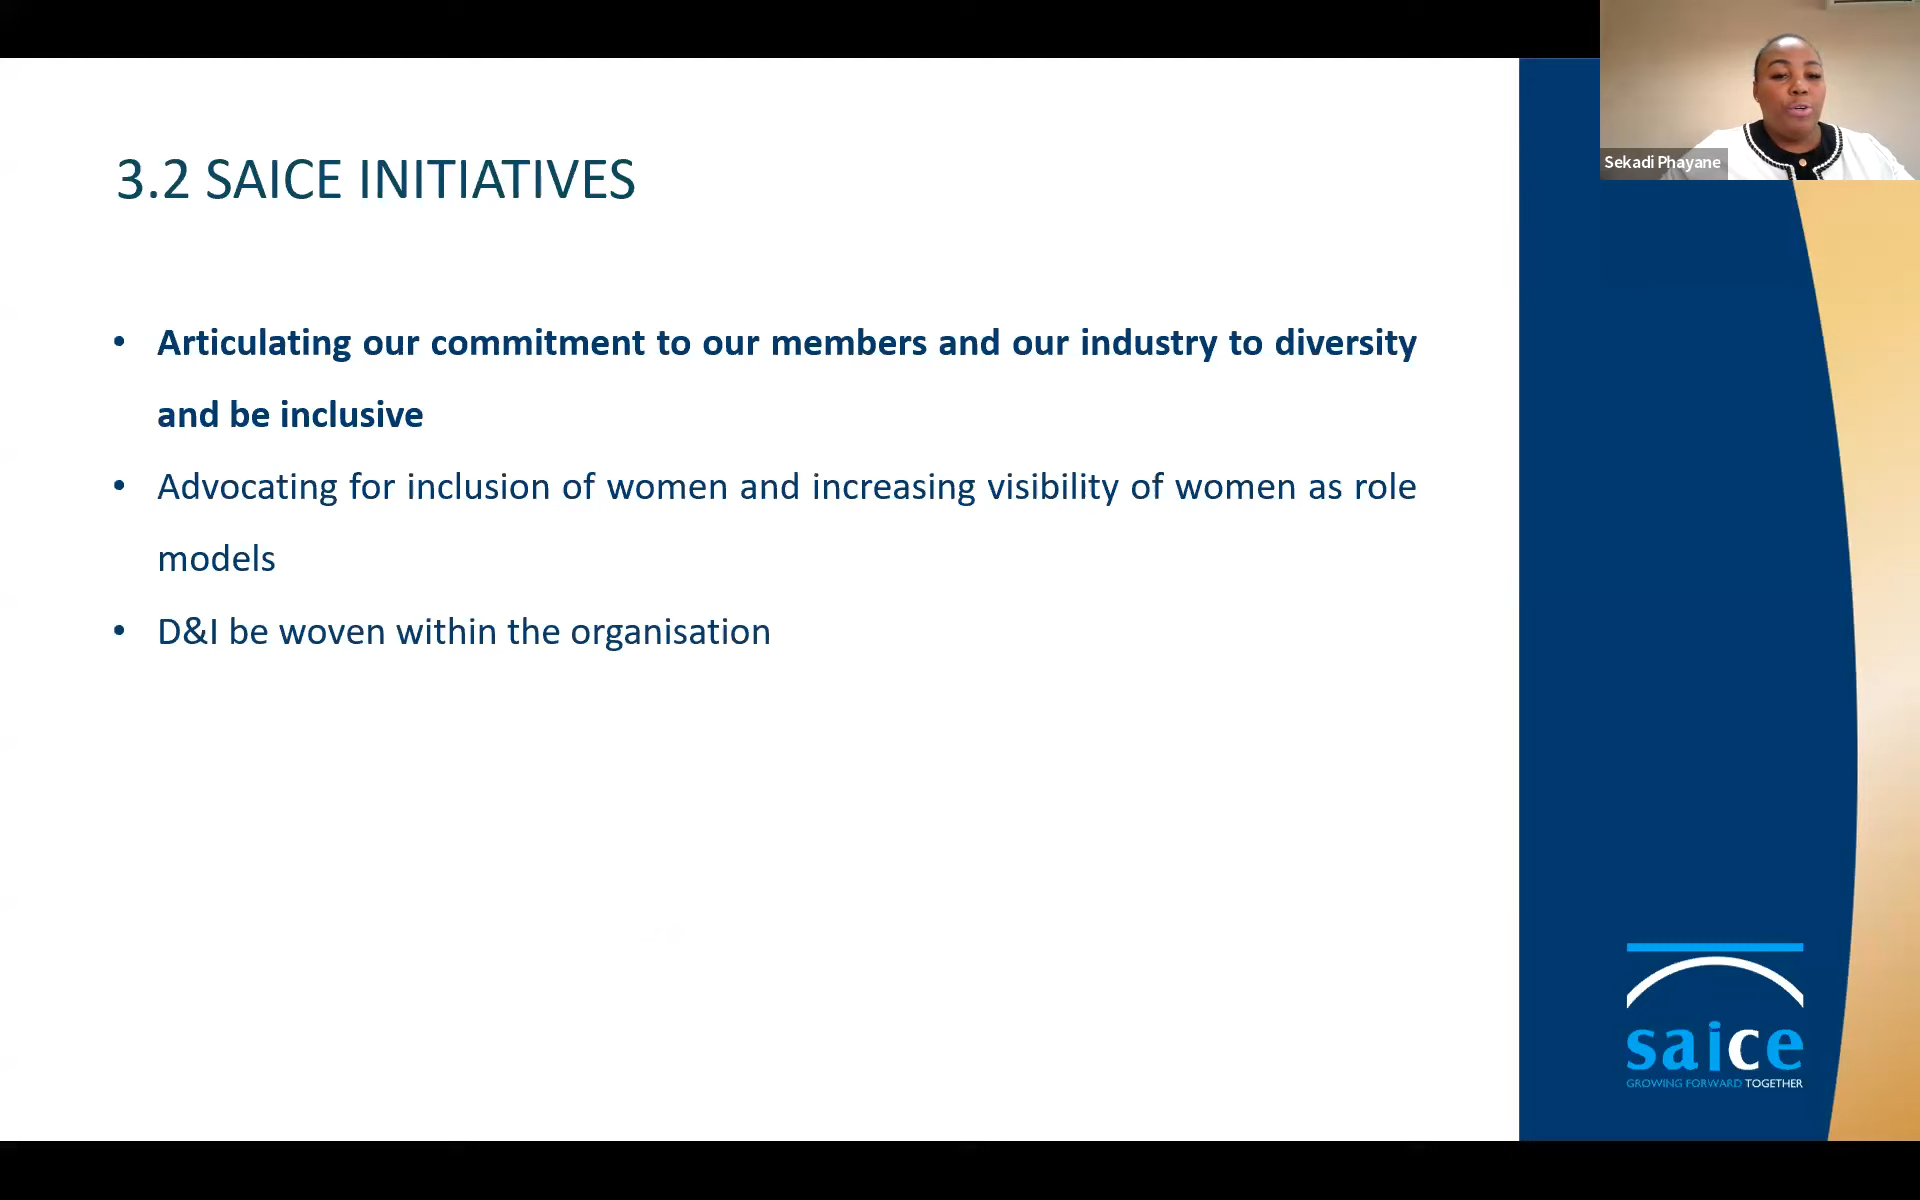 Sekadi Phayane
3.2 SAICE INITIATIVES
• Articulating our commitment to our members and our industry to diversity
and be inclusive
• Advocating for inclusion of women and increasing visibility of women as role
models
• D&I be woven within the organisation
saice
GROWING FORWARD TOGETHER